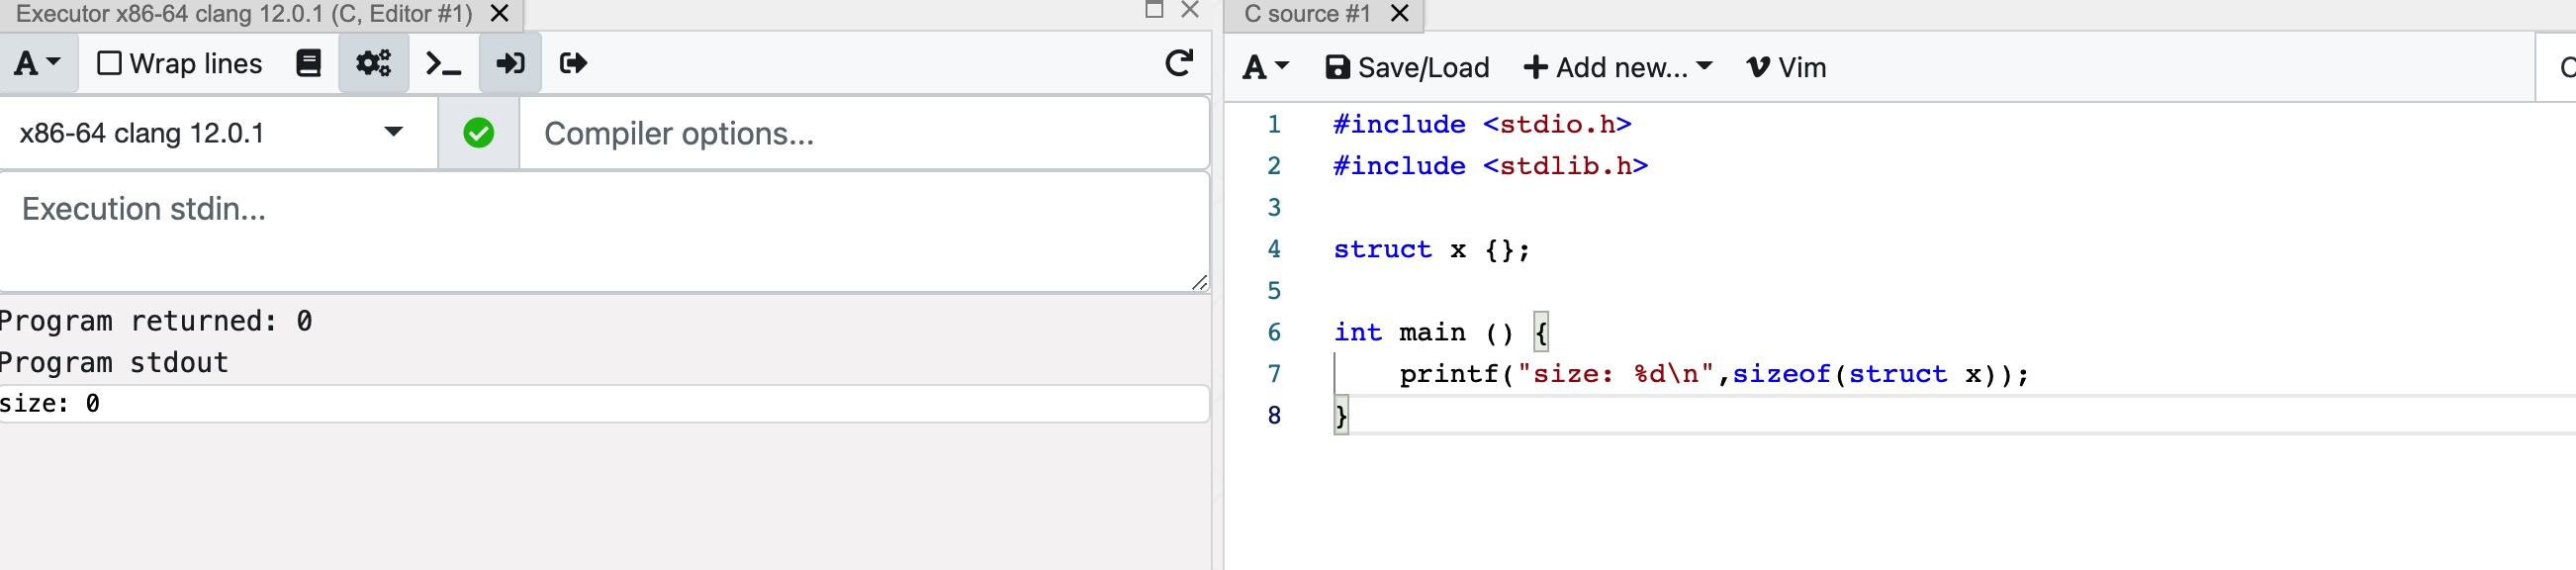 Executor x86-64 clang 12.0.1 (C, Editor #1)
A Wrap lines
x86-64 clang 12.0.1 Compiler options...
Execution stdin...
Program returned: 0
Program stdout
size: 0
C source #1
A Save/Load Add new... Vim
1 #include <stdio.h>
2 #include <stdlib.h>
3
4 struct x {};
5
6 int main () {
7 printf("size: %d\n",sizeof(struct x));
8 }